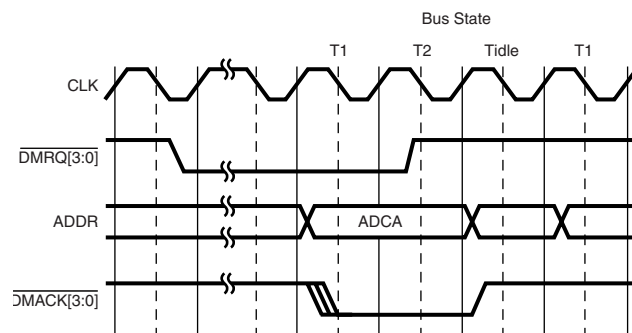 Bus State
T1 T2 Tidle T1
CLK
DMRQ[3:0]
ADDR ADCA
DMACK[3:0]